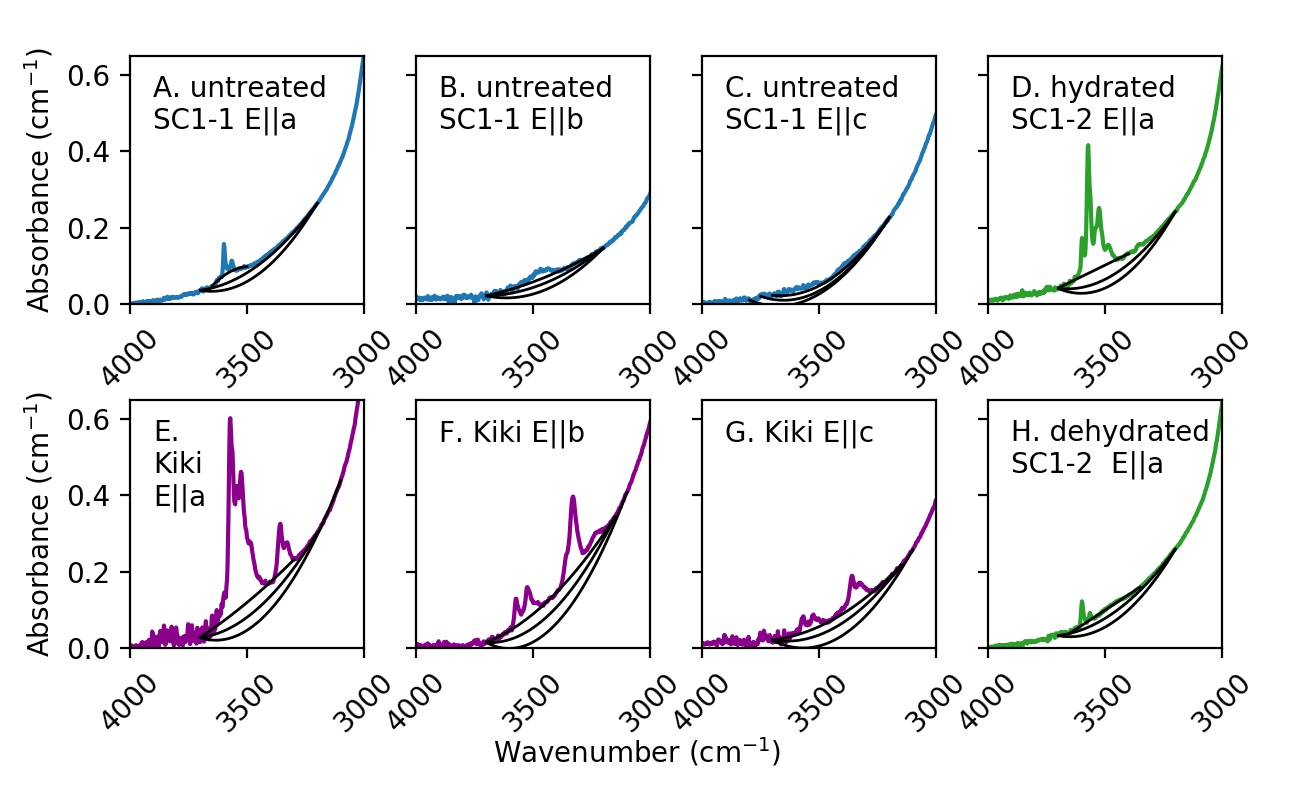 A. untreated
SC1-1 E||a
B. untreated
SC1-1 E||b
C. untreated
SC1-1 E||c
D. hydrated
SC1-2 E||a
Absorbance (cm⁻¹)
0.6
0.4
0.2
0.0
4000 3500 3000
4000 3500 3000
4000 3500 3000
4000 3500 3000
E.
Kiki
E||a
F. Kiki E||b
G. Kiki E||c
H. dehydrated
SC1-2 E||a
Absorbance (cm⁻¹)
0.6
0.4
0.2
0.0
4000 3500 3000
4000 3500 3000
4000 3500 3000
4000 3500 3000
Wavenumber (cm⁻¹)